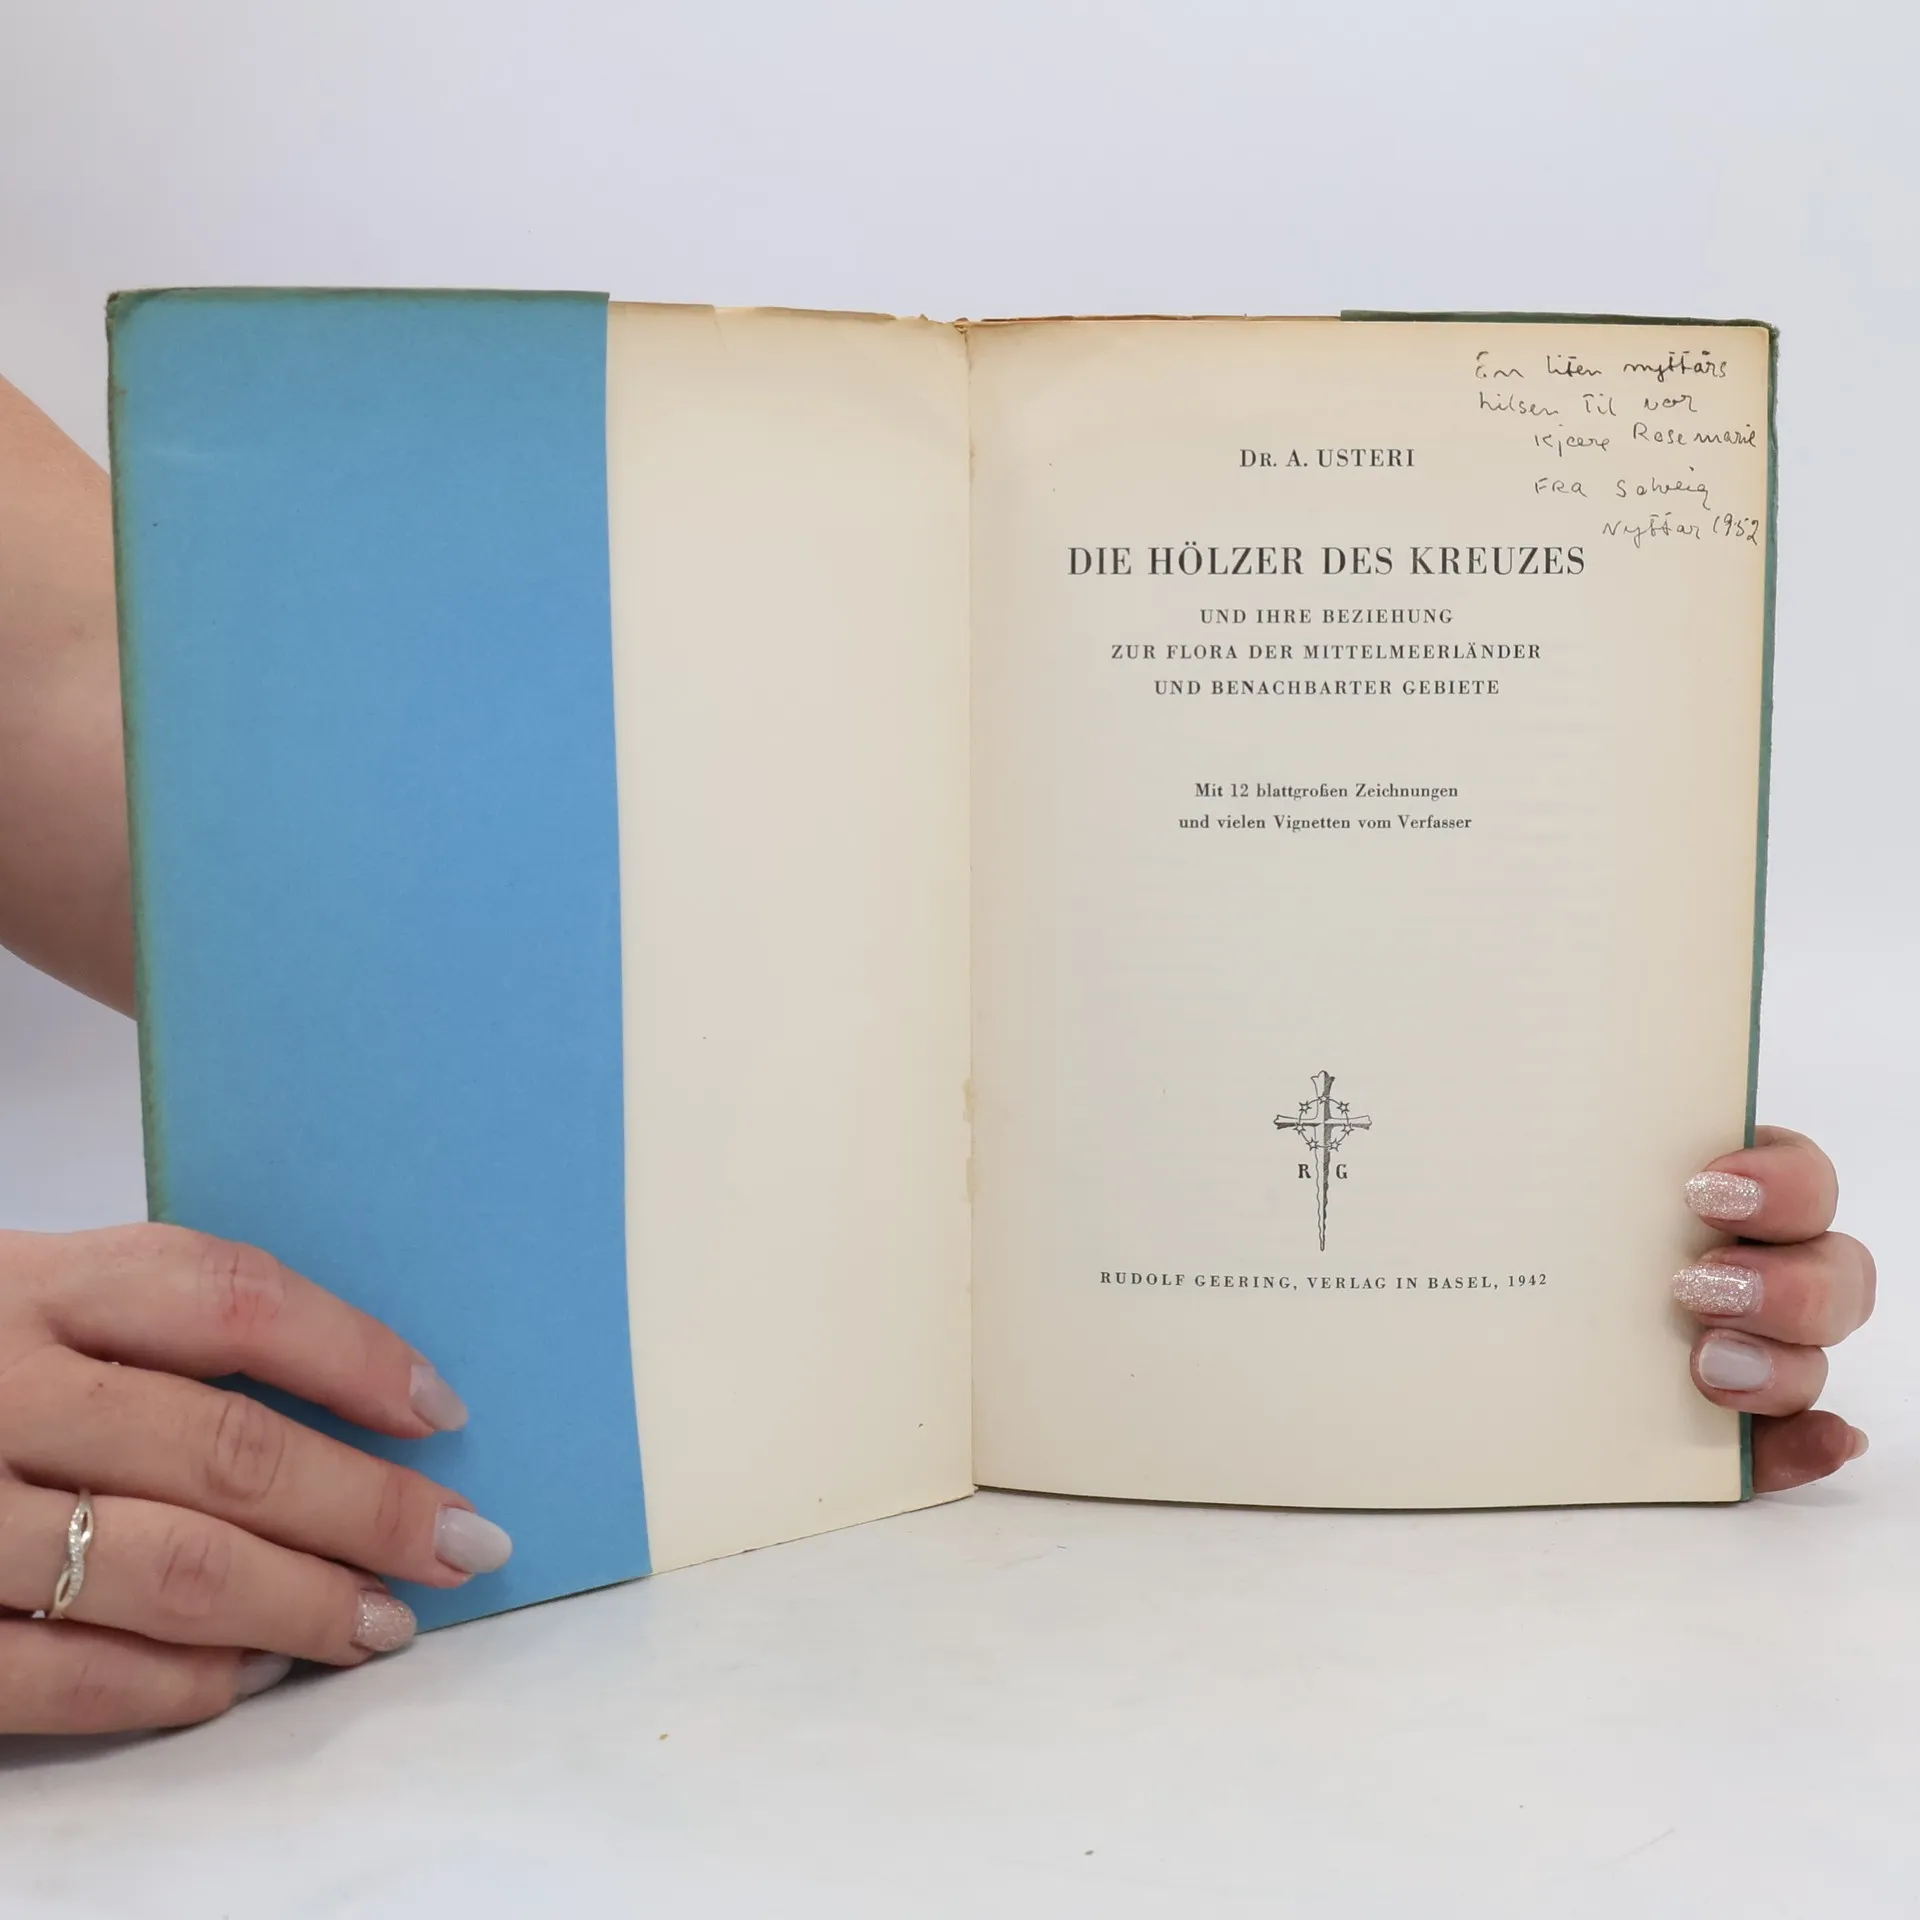 En liten nyttårs
hilsen til vor
kjære Rosemarie
FRA Solveig
Nyttår 1952
DR. A. USTERI
DIE HÖLZER DES KREUZES
UND IHRE BEZIEHUNG
ZUR FLORA DER MITTELMEERLÄNDER
UND BENACHBARTER GEBIETE
Mit 12 blattgroßen Zeichnungen
und vielen Vignetten vom Verfasser
R G
RUDOLF GEERING, VERLAG IN BASEL, 1942